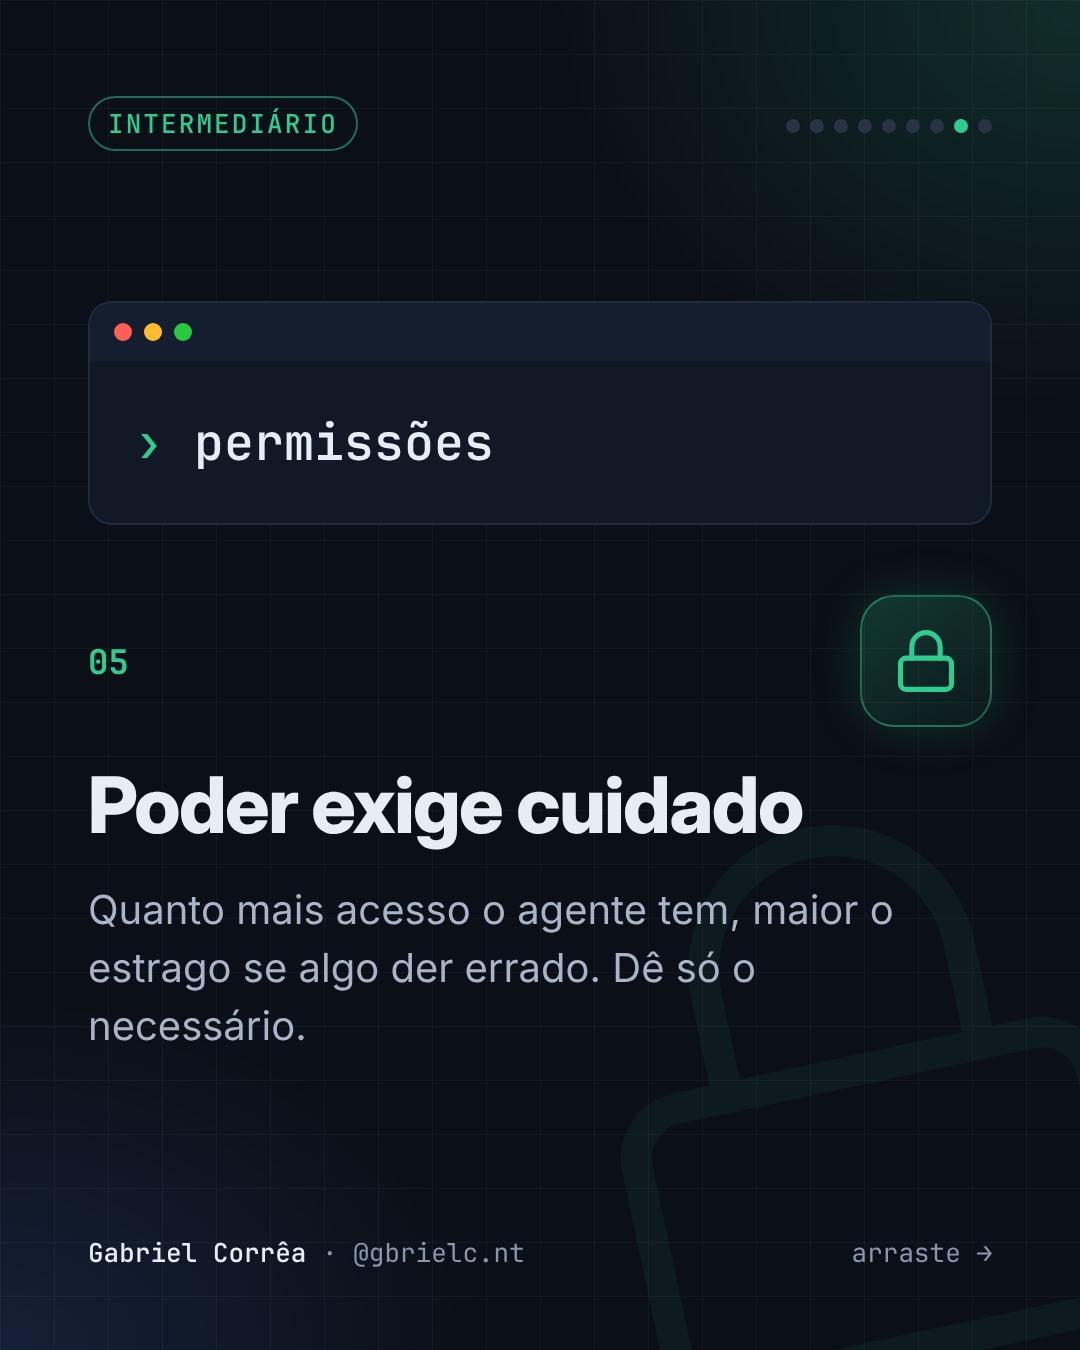 INTERMEDIÁRIO
› permissões
05
Poder exige cuidado
Quanto mais acesso o agente tem, maior o
estrago se algo der errado. Dê só o
necessário.
Gabriel Corrêa · @gbrielc.nt
arraste →